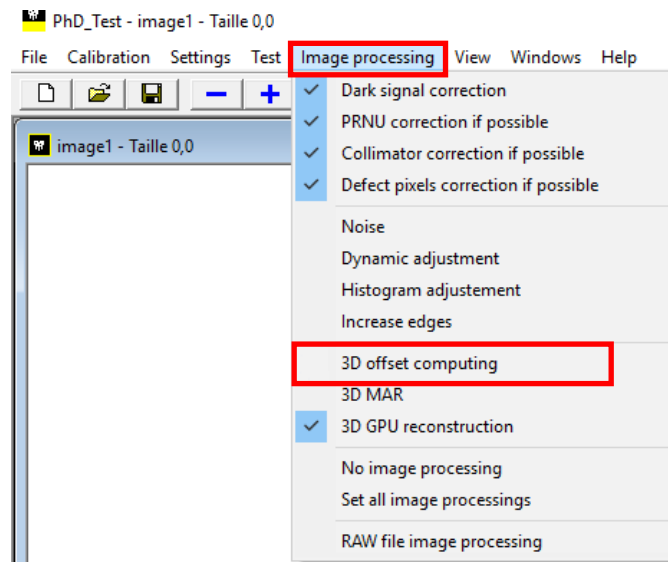 PhD_Test - image1 - Taille 0,0
File Calibration Settings Test Image processing View Windows Help
Dark signal correction
PRNU correction if possible
image1 - Taille 0,0
Collimator correction if possible
Defect pixels correction if possible
Noise
Dynamic adjustment
Histogram adjustement
Increase edges
3D offset computing
3D MAR
3D GPU reconstruction
No image processing
Set all image processings
RAW file image processing